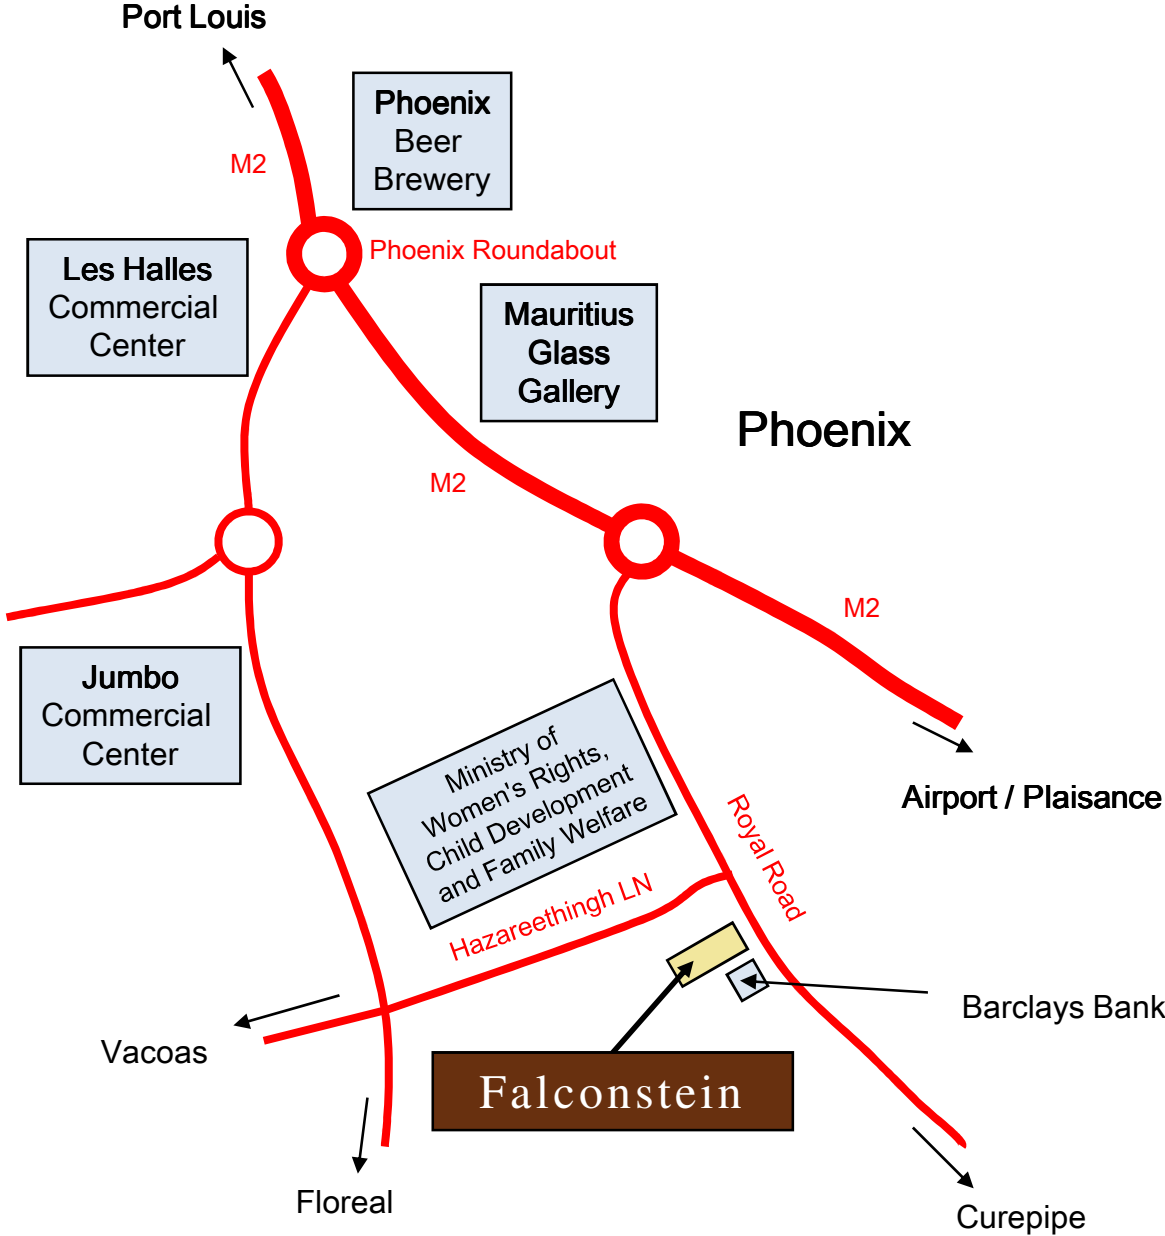 Port Louis
Phoenix
Beer
Brewery
M2
Phoenix Roundabout
Les Halles
Commercial
Center
Mauritius
Glass
Gallery
Phoenix
M2
M2
Jumbo
Commercial
Center
Ministry of
Women's Rights,
Child Development
and Family Welfare
Airport / Plaisance
Royal Road
Hazareethingh LN
Barclays Bank
Vacoas
Falconstein
Floreal
Curepipe